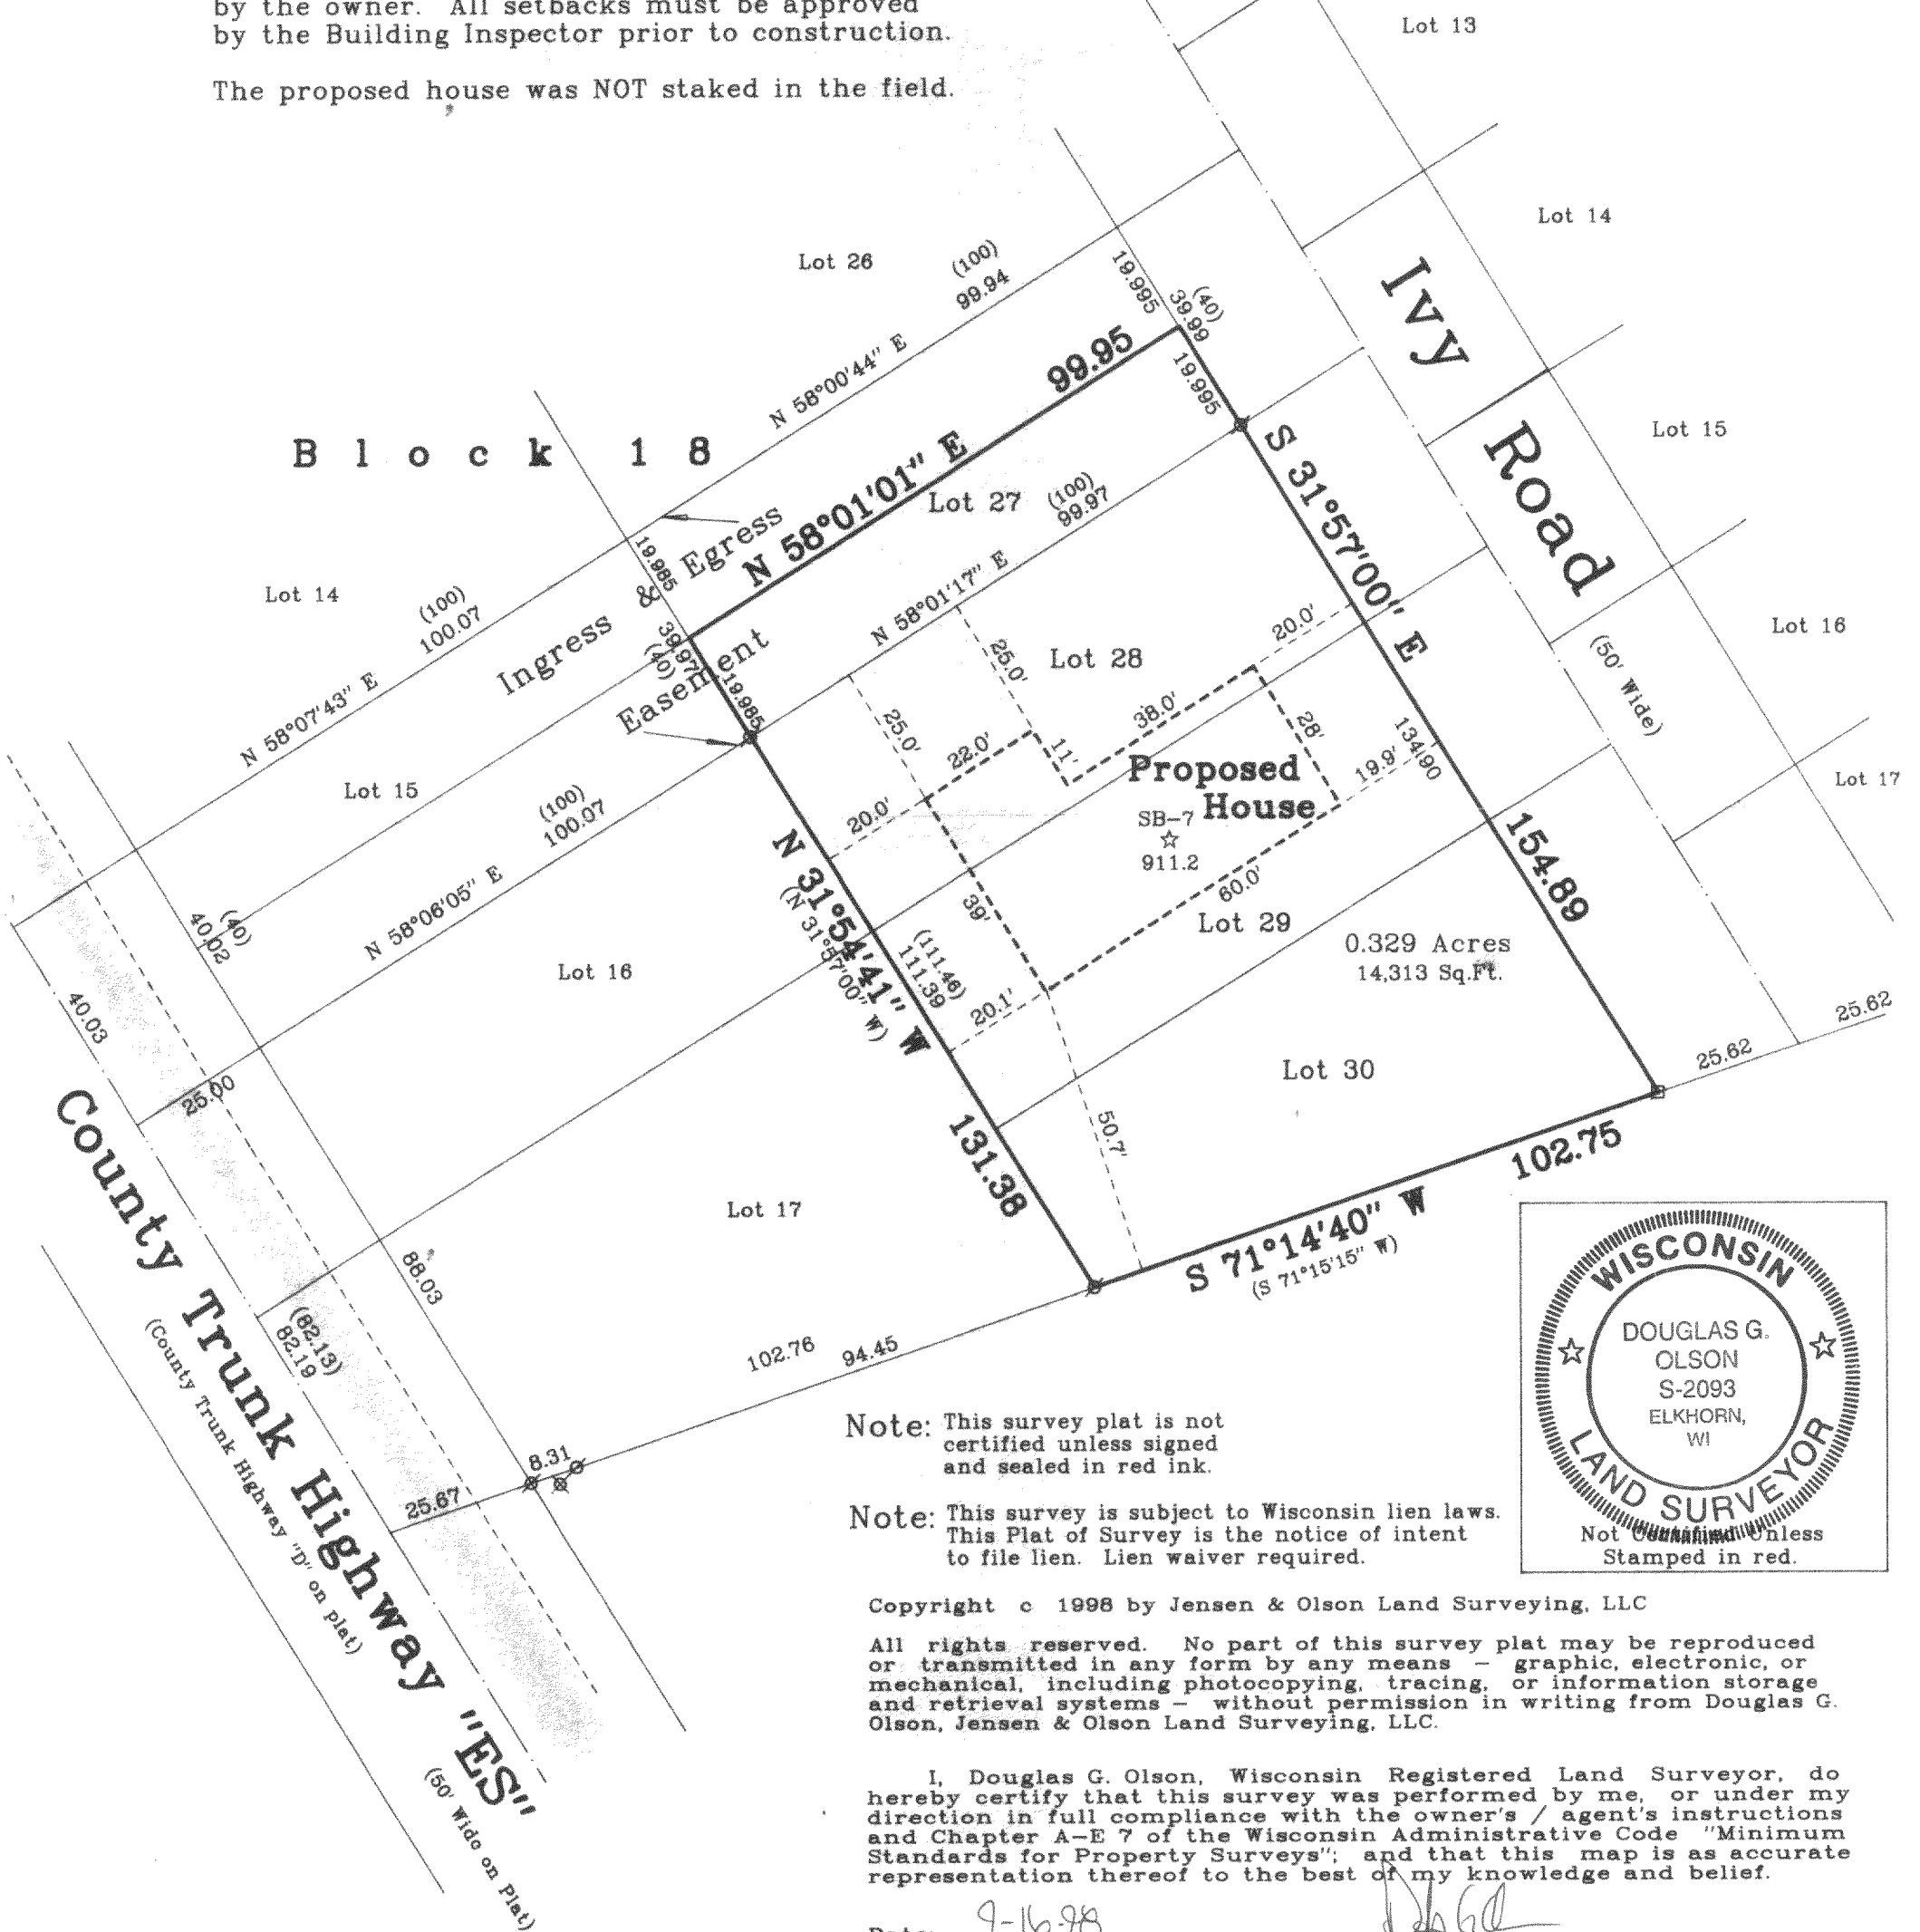 by the owner. All setbacks must be approved
by the Building Inspector prior to construction.
The proposed house was NOT staked in the field.
Lot 13
Lot 14
Lot 15
Lot 16
Lot 17
Ivy
Road
(50' Wide)
Lot 26
(100)
99.94
N 58°00'44" E
19.995
(40)
39.99
19.995
99.95
N 58°01'01" E
Block 18
Lot 27
(100)
99.97
N 58°01'17" E
S 31°57'00" E
134.90
154.89
Ingress & Egress
Easement
19.985
39.97
(40)
19.985
Lot 14
(100)
100.07
N 58°07'43" E
Lot 15
(100)
100.07
N 58°06'05" E
(40)
40.02
40.03
25.00
Lot 16
Lot 17
88.03
(82.13)
82.19
Lot 28
25.0'
25.0'
20.0'
22.0'
11'
38.0'
20.0'
28'
19.9'
Proposed
House
SB-7
911.2
39'
60.0'
20.1'
50.7'
Lot 29
0.329 Acres
14,313 Sq.Ft.
Lot 30
N 31°54'41" W
(N 31°57'00" W)
(111.46)
111.39
131.38
25.62
25.62
102.75
S 71°14'40" W
(S 71°15'15" W)
102.76
94.45
8.31
25.67
County Trunk Highway "ES"
(County Trunk Highway "D" on plat)
(50' Wide on Plat)
WISCONSIN
DOUGLAS G.
OLSON
S-2093
ELKHORN,
WI
LAND SURVEYOR
Not Certified Unless
Stamped in red.
Note: This survey plat is not
certified unless signed
and sealed in red ink.
Note: This survey is subject to Wisconsin lien laws.
This Plat of Survey is the notice of intent
to file lien. Lien waiver required.
Copyright c 1998 by Jensen & Olson Land Surveying, LLC
All rights reserved. No part of this survey plat may be reproduced
or transmitted in any form by any means – graphic, electronic, or
mechanical, including photocopying, tracing, or information storage
and retrieval systems – without permission in writing from Douglas G.
Olson, Jensen & Olson Land Surveying, LLC.
I, Douglas G. Olson, Wisconsin Registered Land Surveyor, do
hereby certify that this survey was performed by me, or under my
direction in full compliance with the owner's / agent's instructions
and Chapter A-E 7 of the Wisconsin Administrative Code "Minimum
Standards for Property Surveys"; and that this map is as accurate
representation thereof to the best of my knowledge and belief.
9-16-98